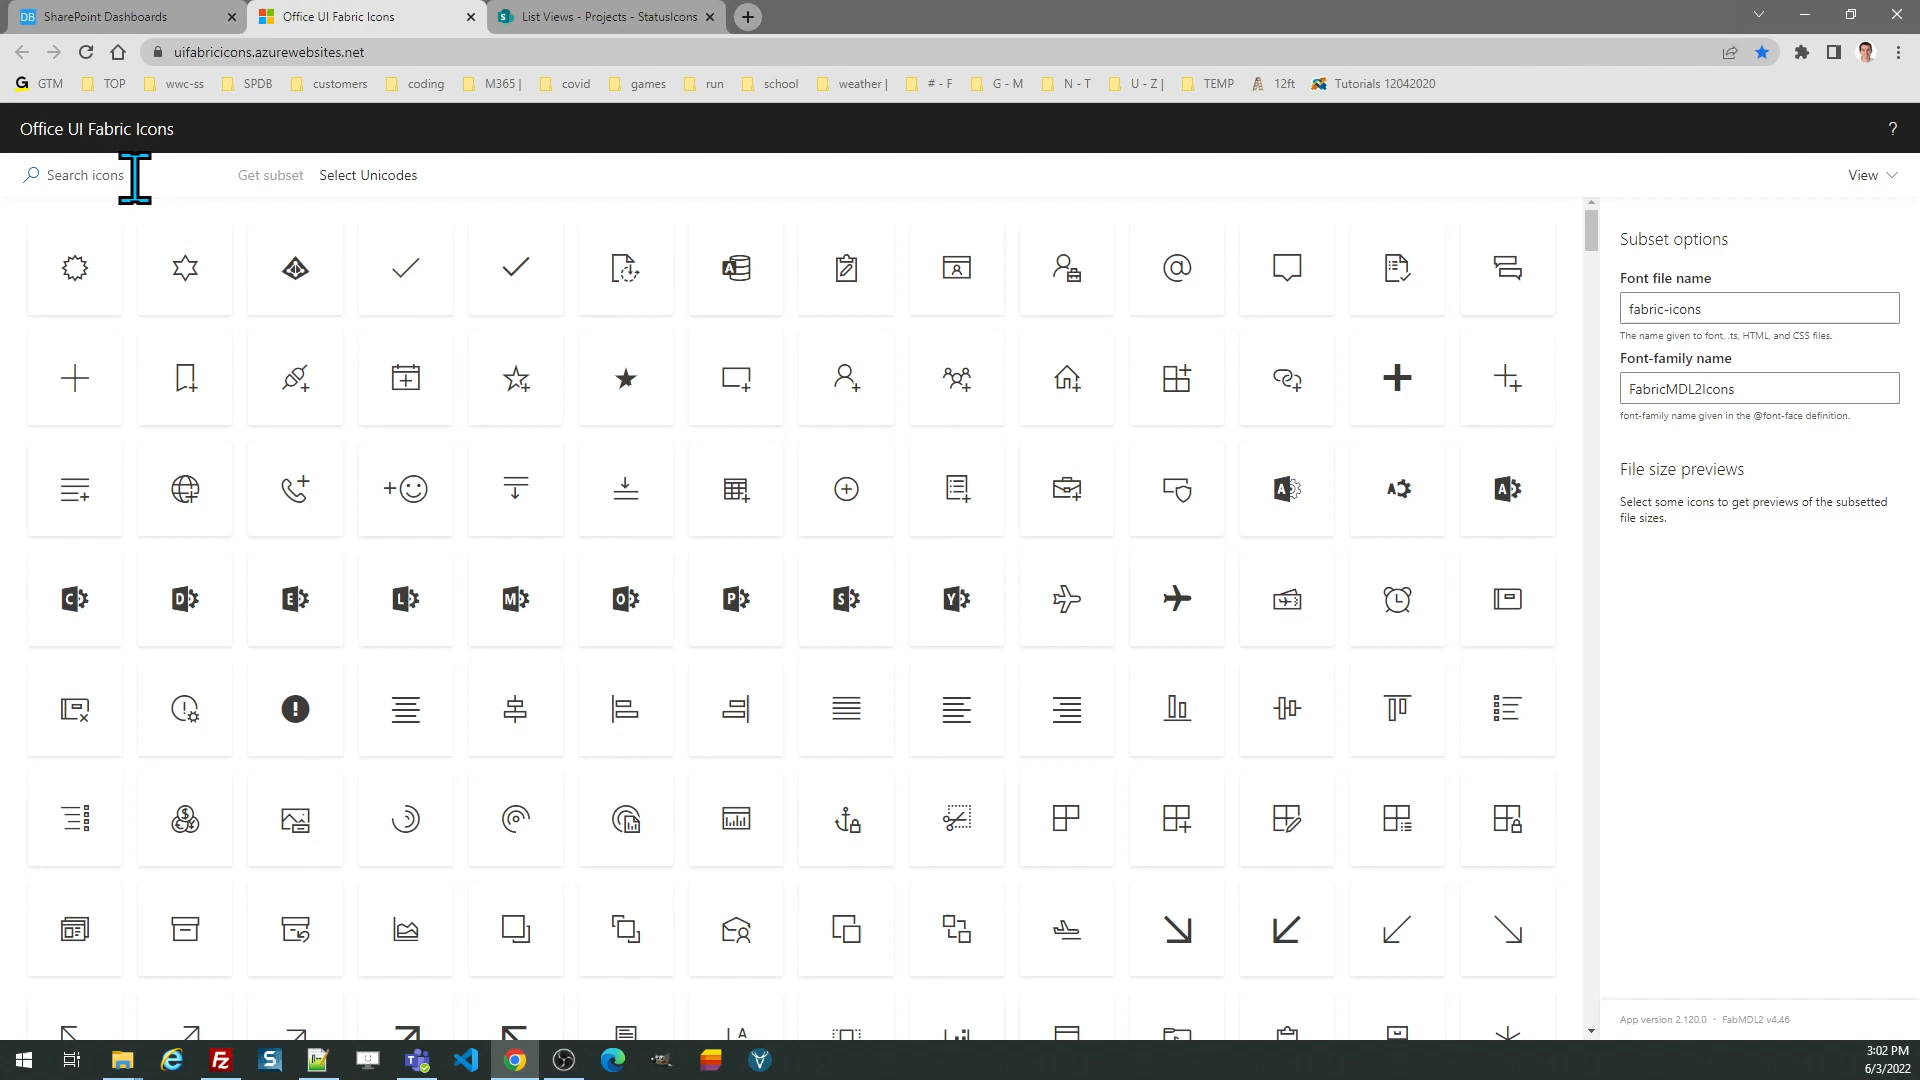 DB SharePoint Dashboards
Office UI Fabric Icons
S List Views - Projects - StatusIcons
uifabricicons.azurewebsites.net
G GTM TOP wwc-ss SPDB customers coding M365 | covid games run school weather | # - F G - M N - T U - Z | TEMP 12ft Tutorials 12042020
Office UI Fabric Icons ?
Search icons Get subset Select Unicodes View
Subset options
Font file name
fabric-icons
The name given to font, .ts, HTML, and CSS files.
Font-family name
FabricMDL2Icons
font-family name given in the @font-face definition.
File size previews
Select some icons to get previews of the subsetted
file sizes.
A
@
A A A
C D E L M O P S Y
A
App version 2.120.0 • FabMDL2 v4.46
3:02 PM
6/3/2022